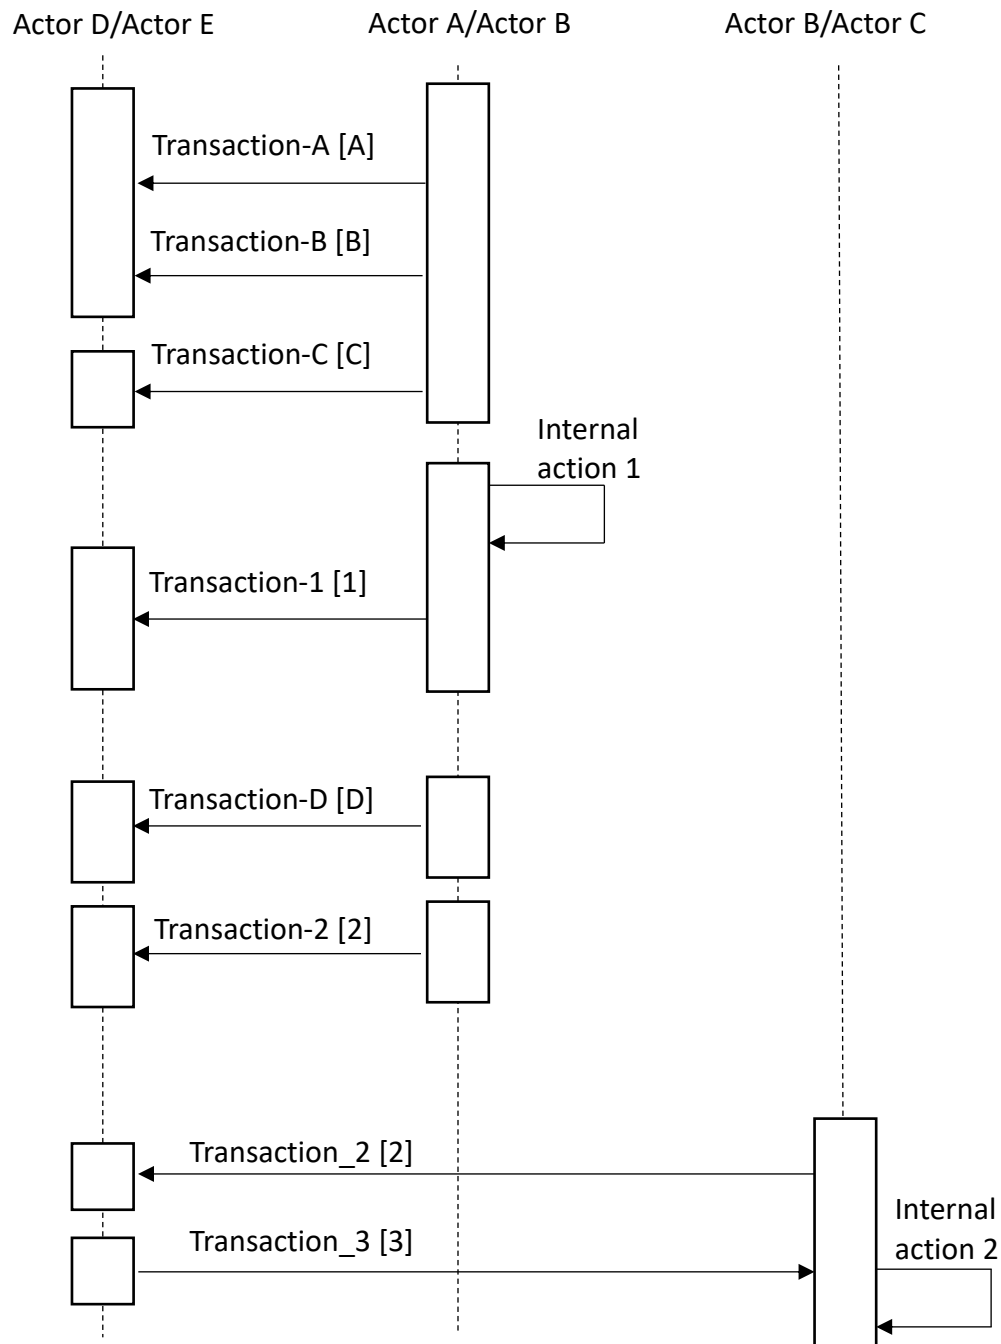 Actor D/Actor E
Actor A/Actor B
Actor B/Actor C
Transaction-A [A]
Transaction-B [B]
Transaction-C [C]
Internal
action 1
Transaction-1 [1]
Transaction-D [D]
Transaction-2 [2]
Transaction_2 [2]
Internal
action 2
Transaction_3 [3]